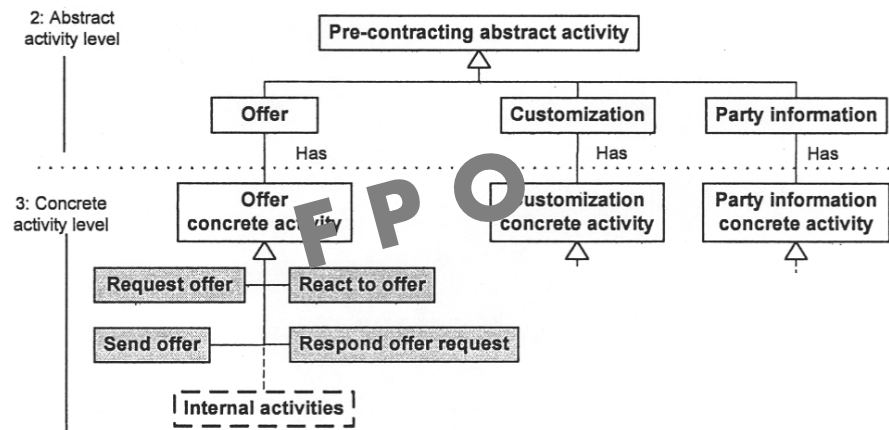 2: Abstract
activity level
Pre-contracting abstract activity
Offer
Customization
Party information
Has
Has
Has
3: Concrete
activity level
Offer
concrete activity
Customization
concrete activity
Party information
concrete activity
FPO
Request offer
React to offer
Send offer
Respond offer request
Internal activities